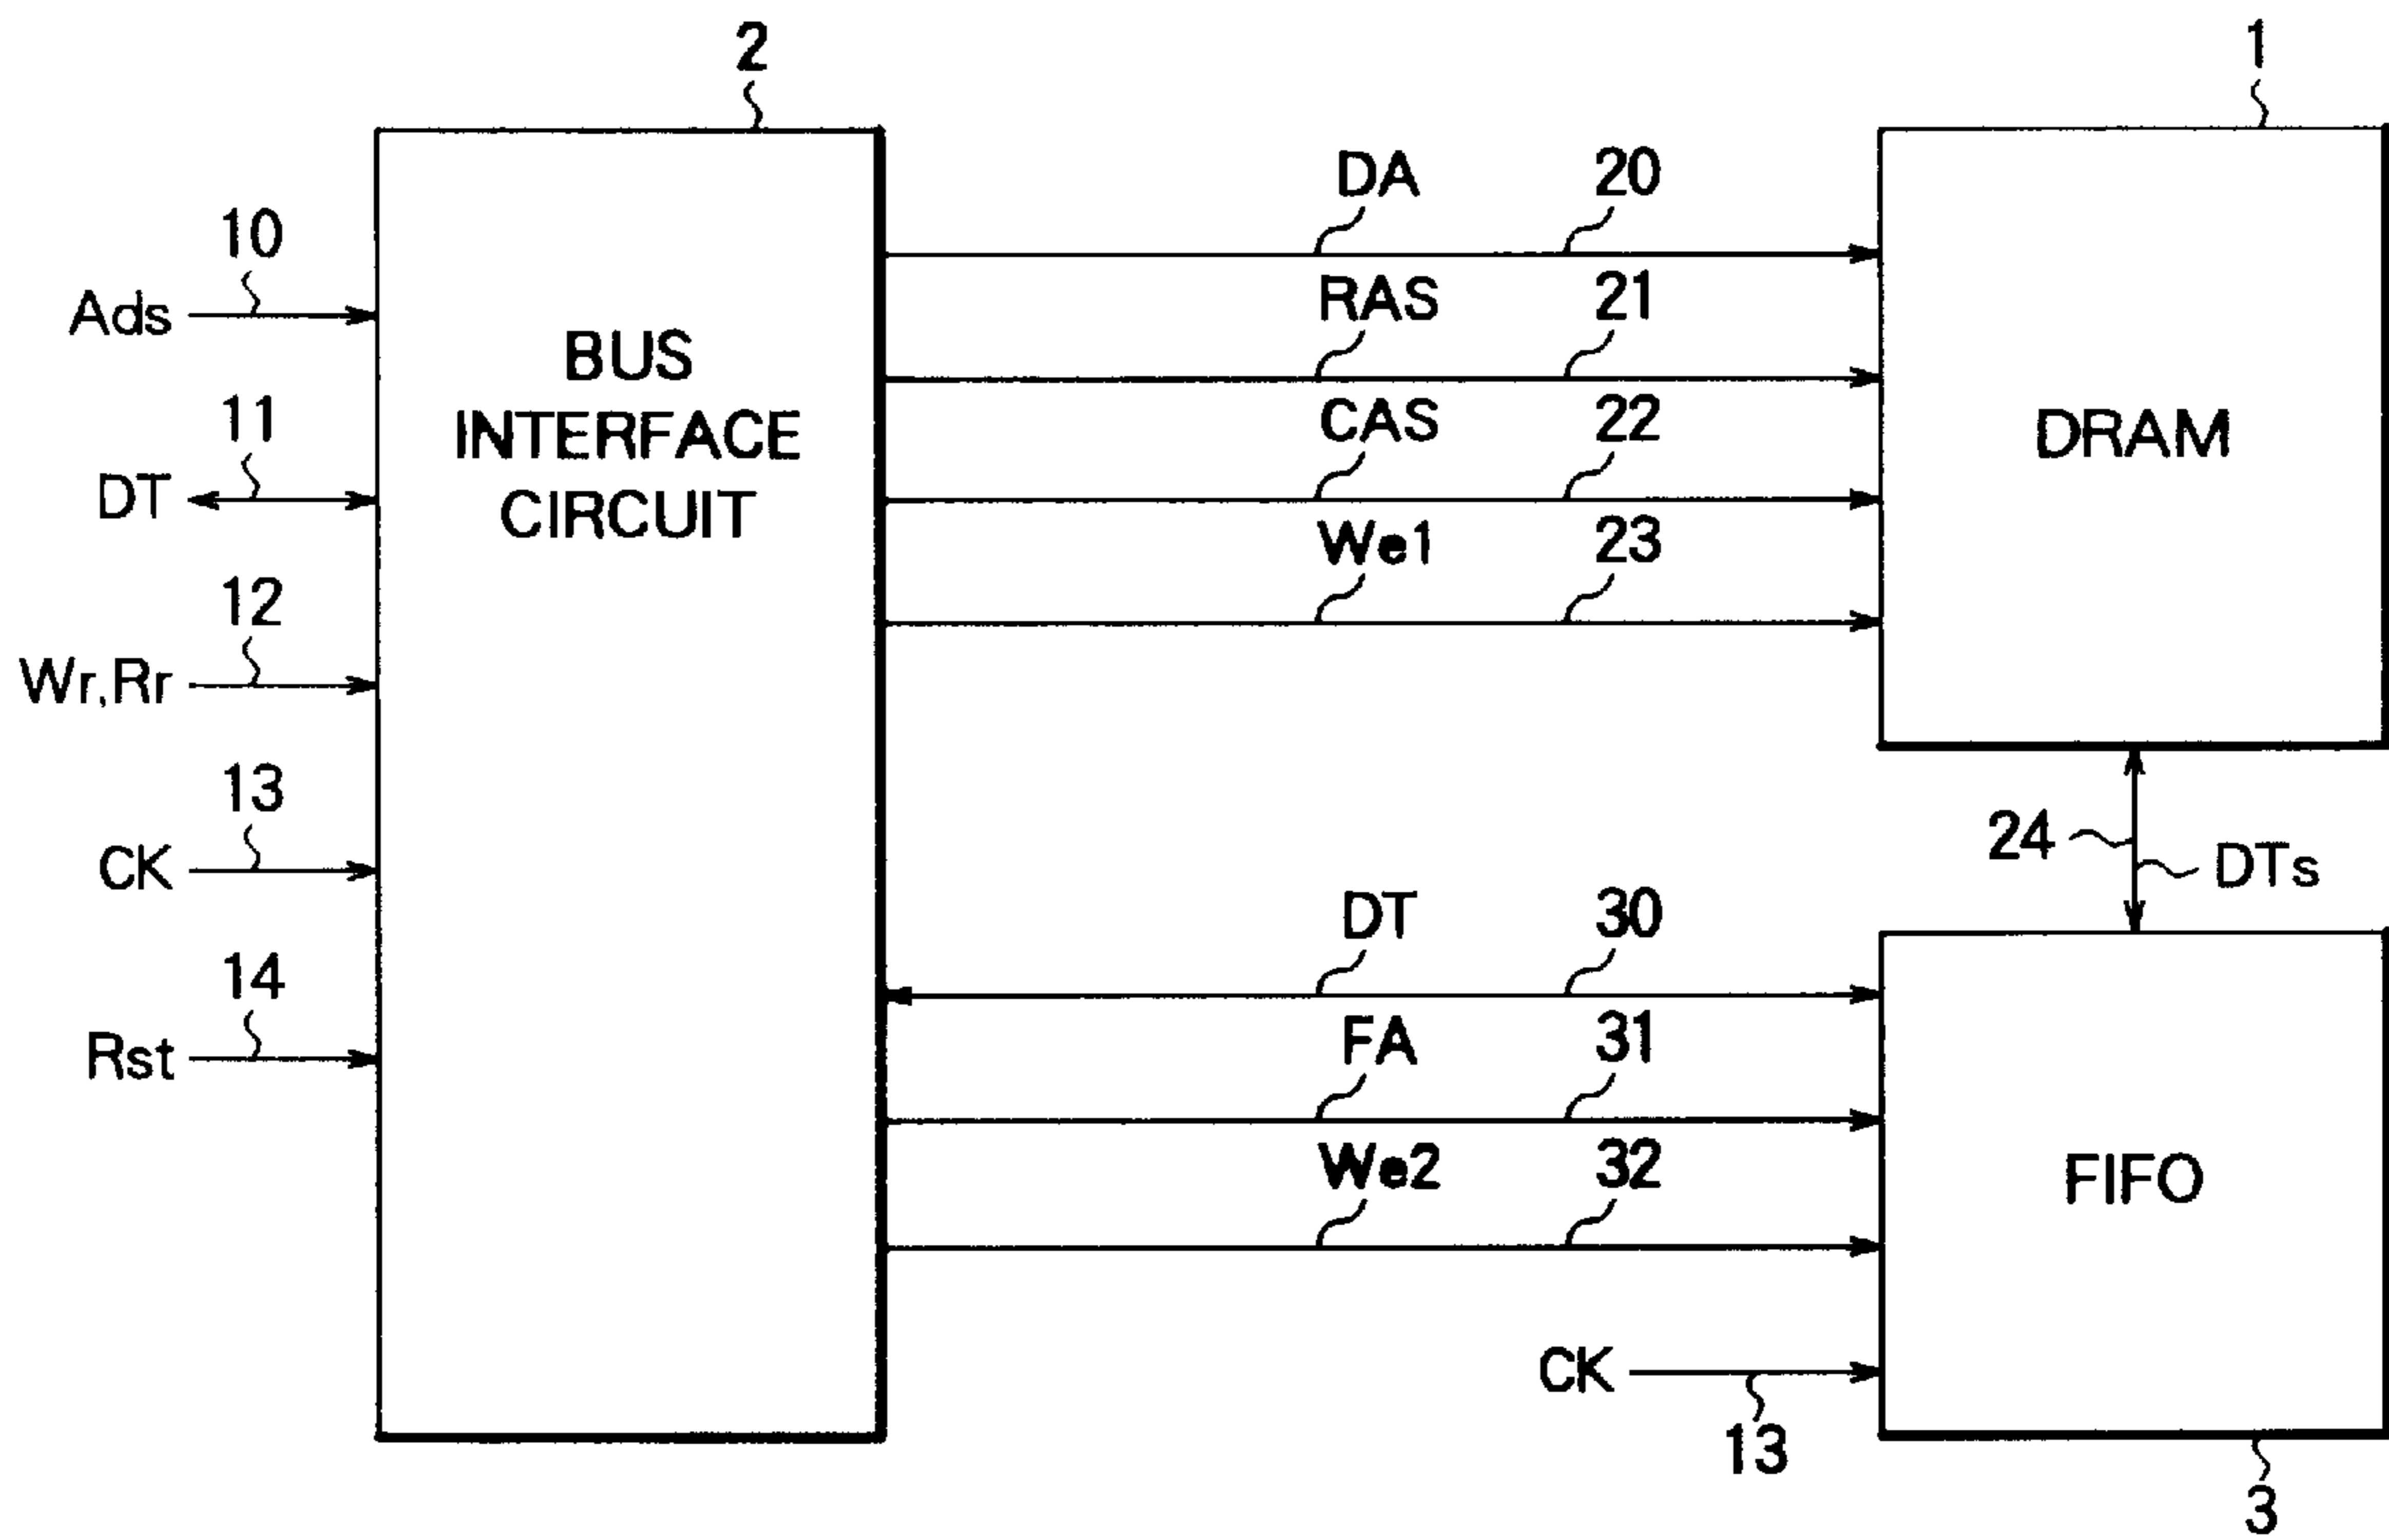 2
1
DA
20
10
Ads
RAS
21
BUS
INTERFACE
CIRCUIT
11
DT
CAS
22
DRAM
We1
23
12
Wr,Rr
13
CK
24
DTs
DT
30
14
Rst
FA
31
We2
32
FIFO
CK
13
3